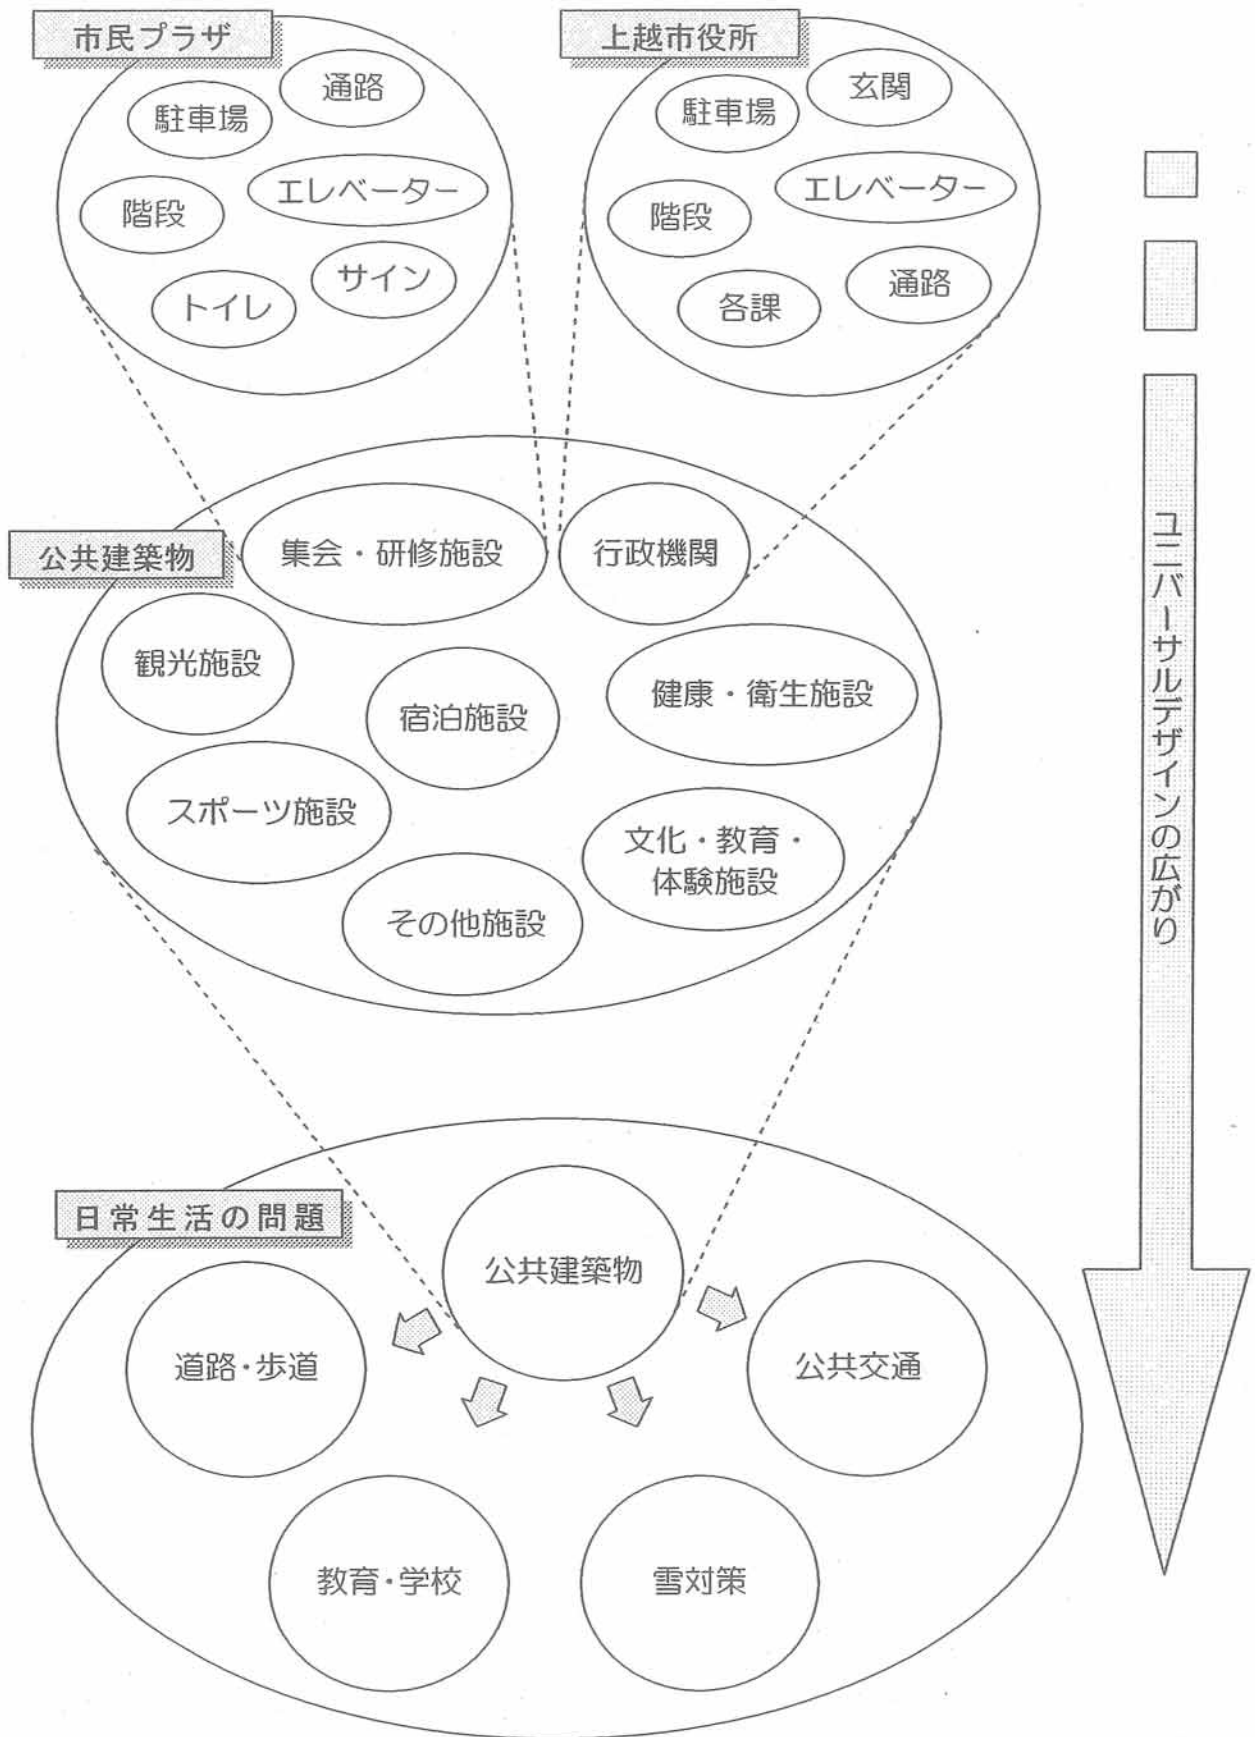 市民プラザ
通路
駐車場
エレベーター
階段
サイン
トイレ
上越市役所
玄関
駐車場
エレベーター
階段
通路
各課
公共建築物
集会・研修施設
行政機関
観光施設
宿泊施設
健康・衛生施設
スポーツ施設
文化・教育・
体験施設
その他施設
日常生活の問題
公共建築物
道路・歩道
公共交通
教育・学校
雪対策
ユニバーサルデザインの広がり